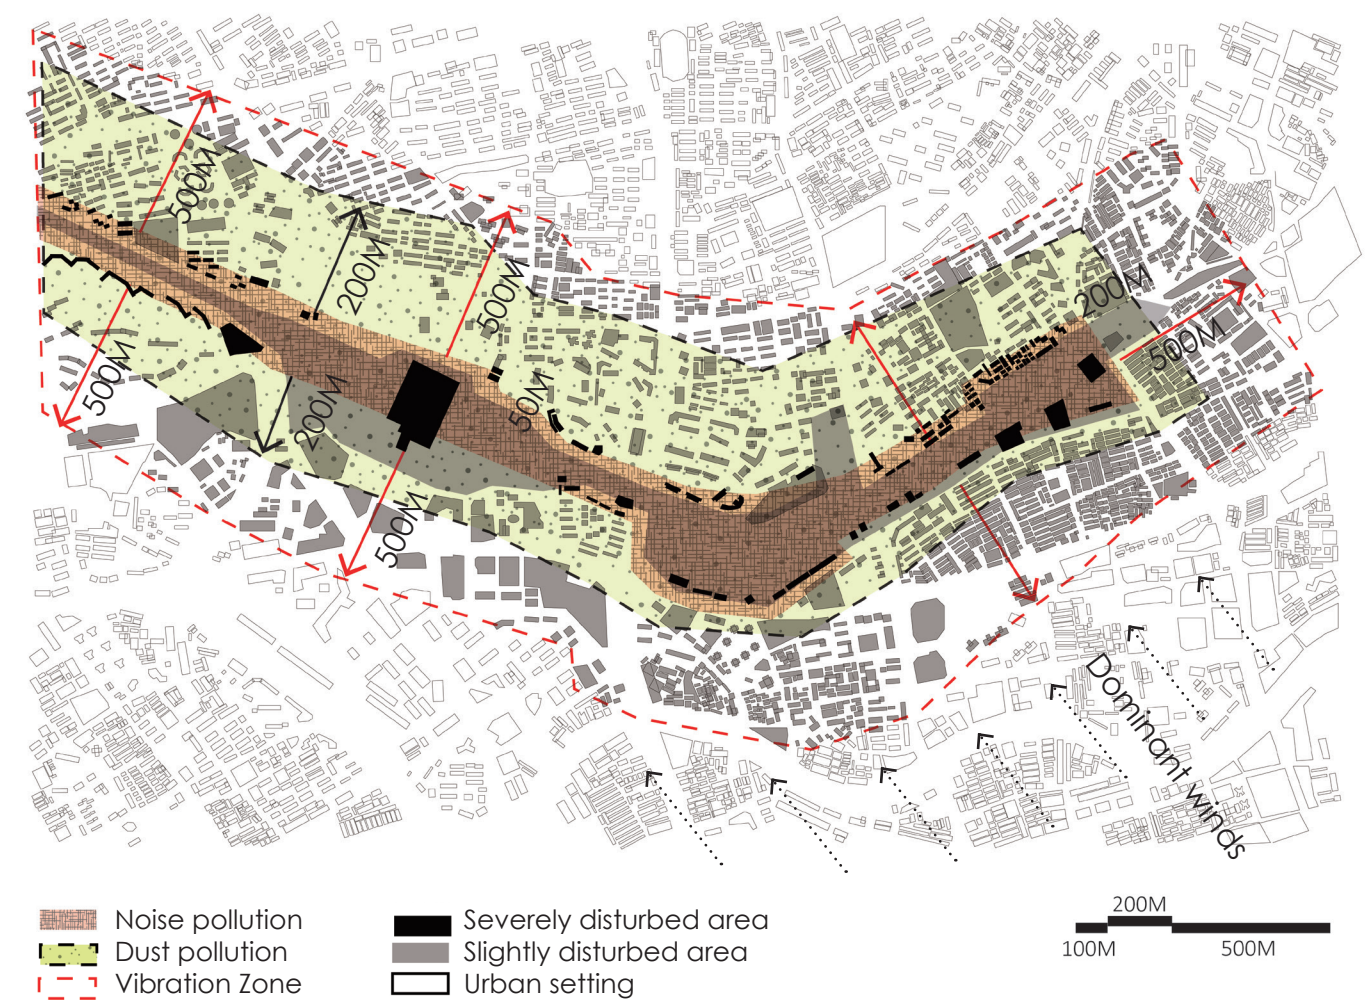 500M
200M
500M
500M
200M
50M
500M
200M
500M
Dominant winds
Noise pollution
Dust pollution
Vibration Zone
Severely disturbed area
Slightly disturbed area
Urban setting
200M
100M
500M